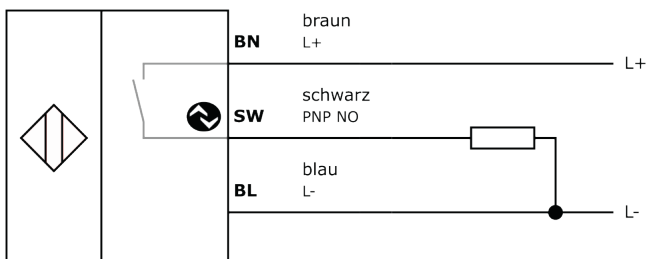 braun
BN L+
L+
schwarz
SW PNP NO
blau
BL L-
L-